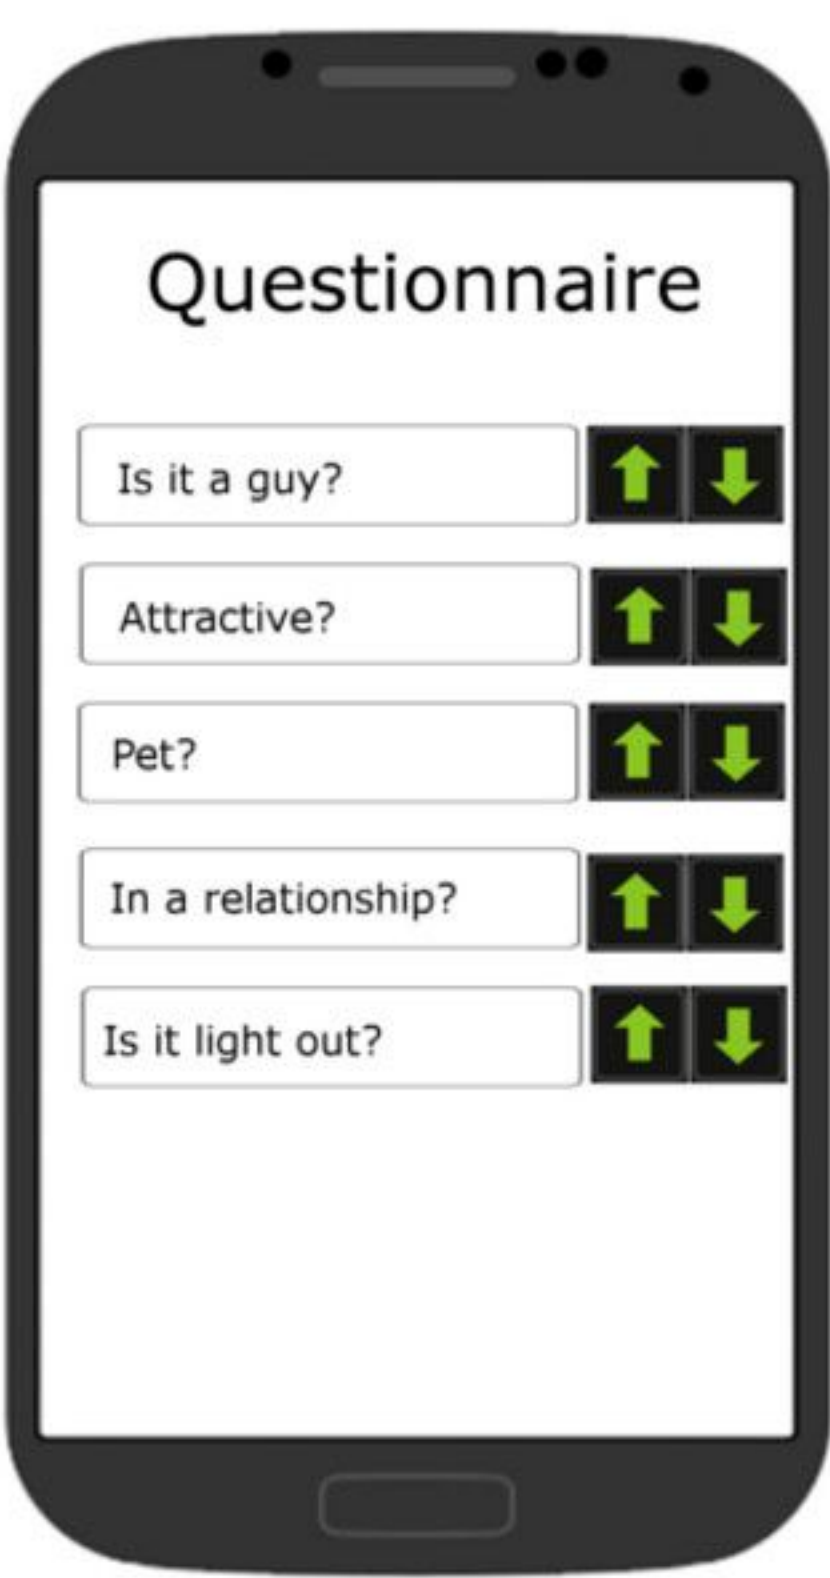 Questionnaire
Is it a guy?
Attractive?
Pet?
In a relationship?
Is it light out?